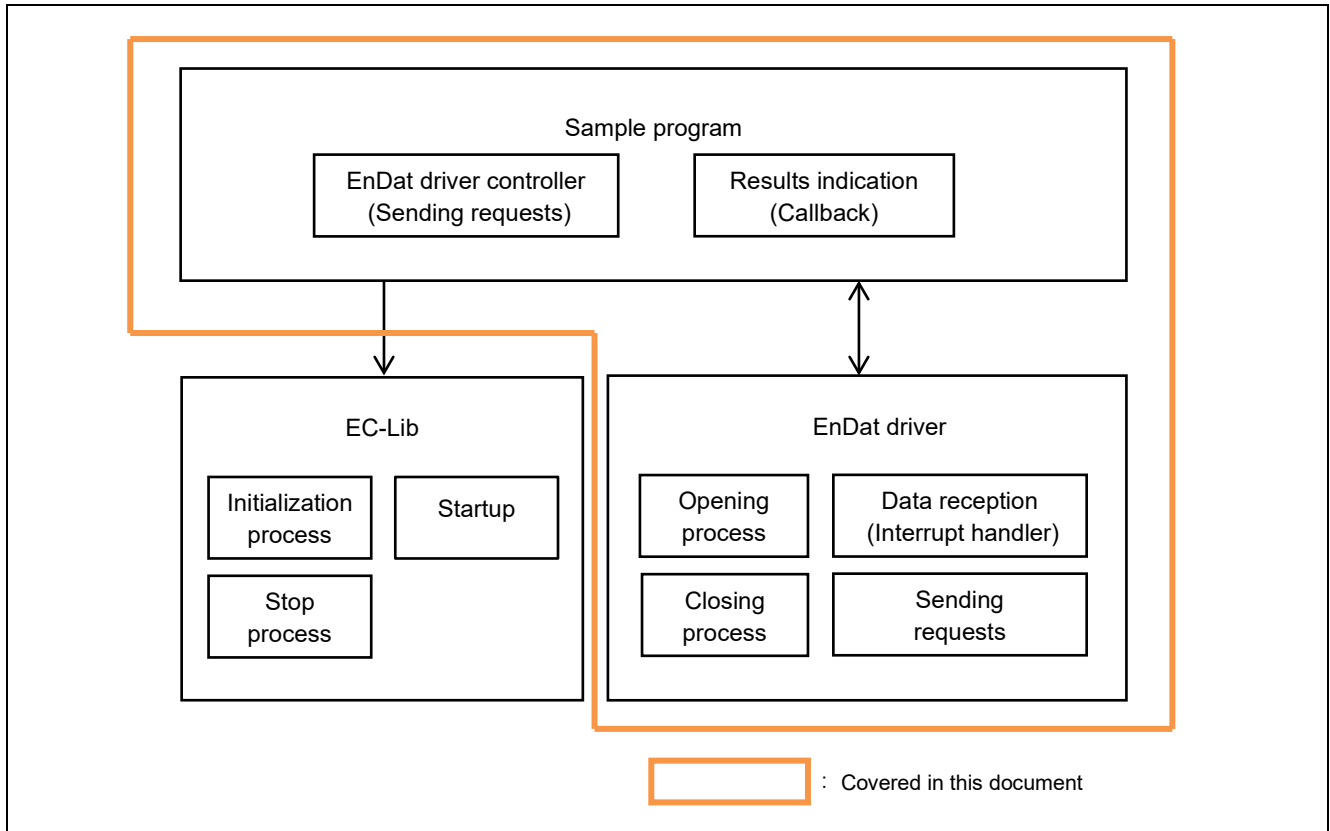 Sample program
EnDat driver controller
(Sending requests)
Results indication
(Callback)
EC-Lib
Initialization
process
Startup
Stop
process
EnDat driver
Opening
process
Data reception
(Interrupt handler)
Closing
process
Sending
requests
: Covered in this document